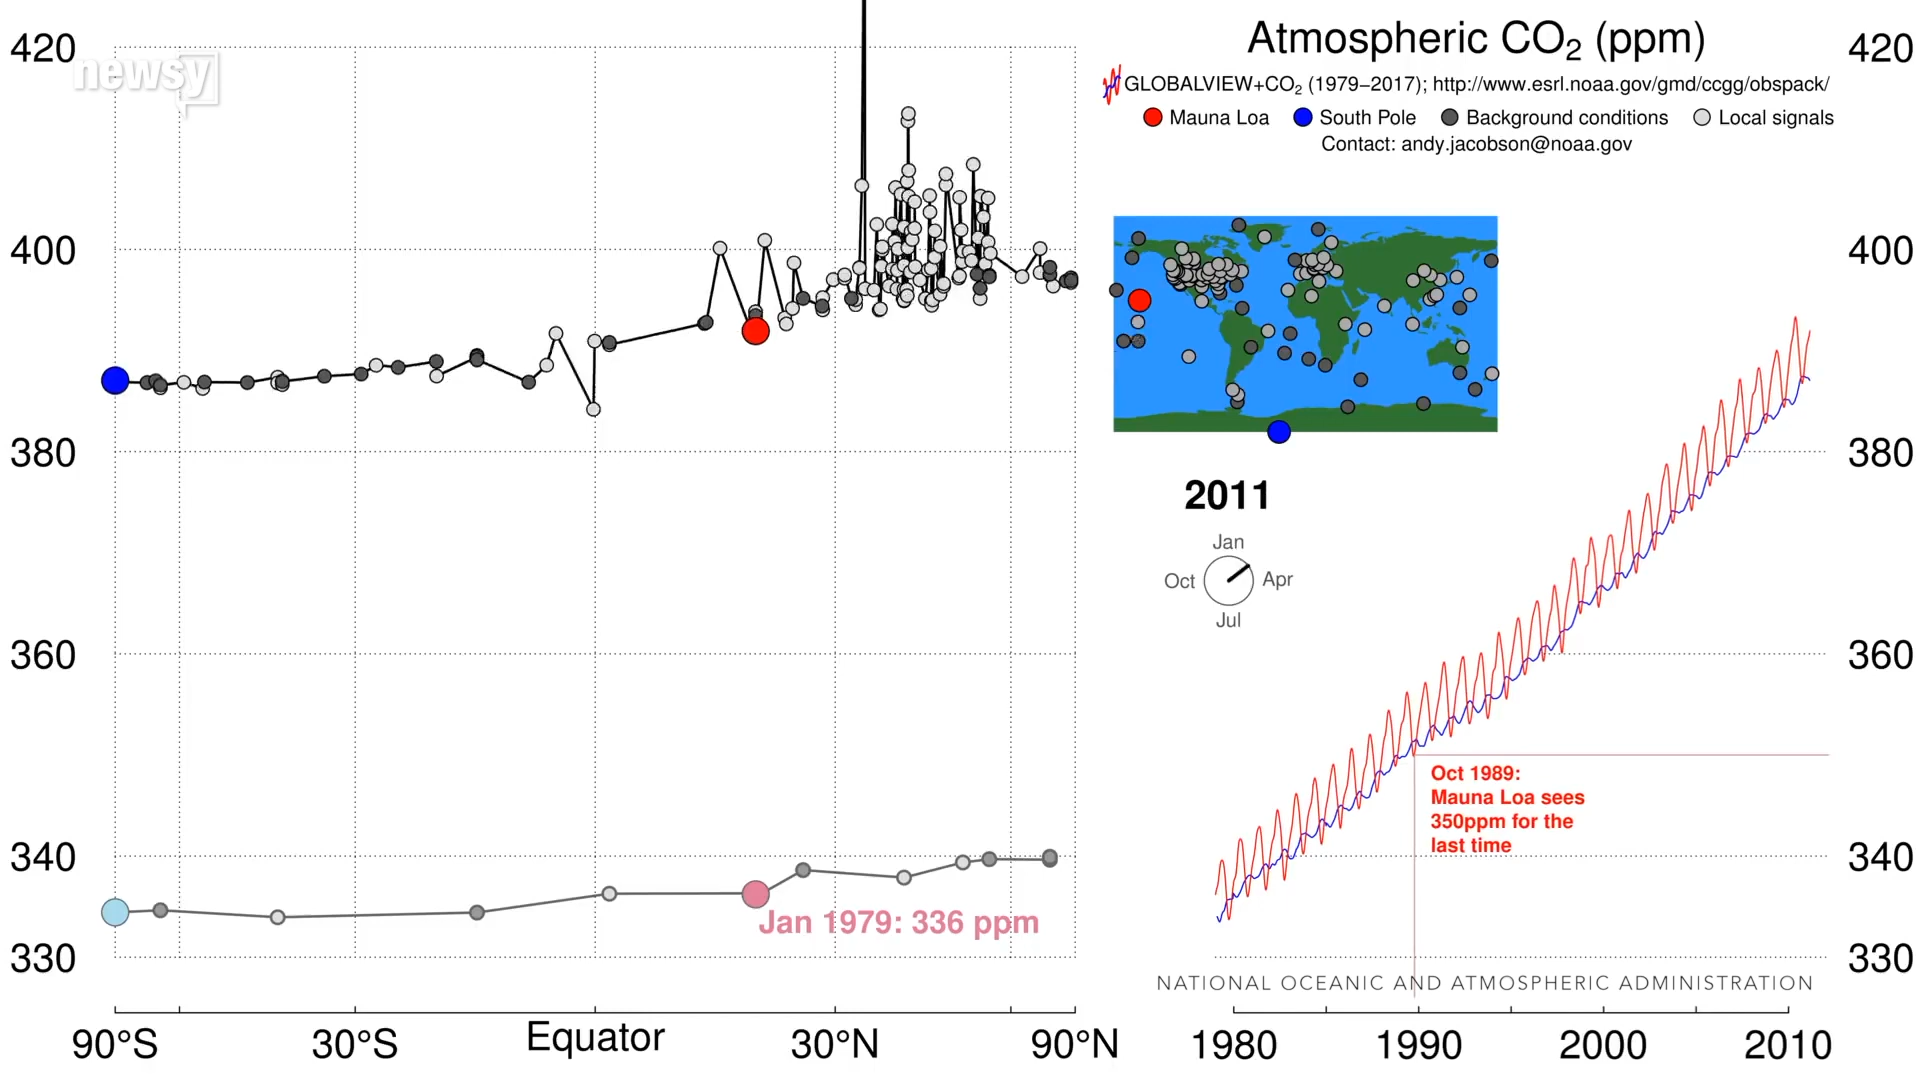 newsy
420
400
380
360
340
330
90°S
30°S
Equator
30°N
90°N
Jan 1979: 336 ppm
Atmospheric CO₂ (ppm)
GLOBALVIEW+CO₂ (1979–2017); http://www.esrl.noaa.gov/gmd/ccgg/obspack/
Mauna Loa South Pole Background conditions Local signals
Contact: andy.jacobson@noaa.gov
2011
Jan
Oct Apr
Jul
Oct 1989:
Mauna Loa sees
350ppm for the
last time
NATIONAL OCEANIC AND ATMOSPHERIC ADMINISTRATION
1980
1990
2000
2010
420
400
380
360
340
330